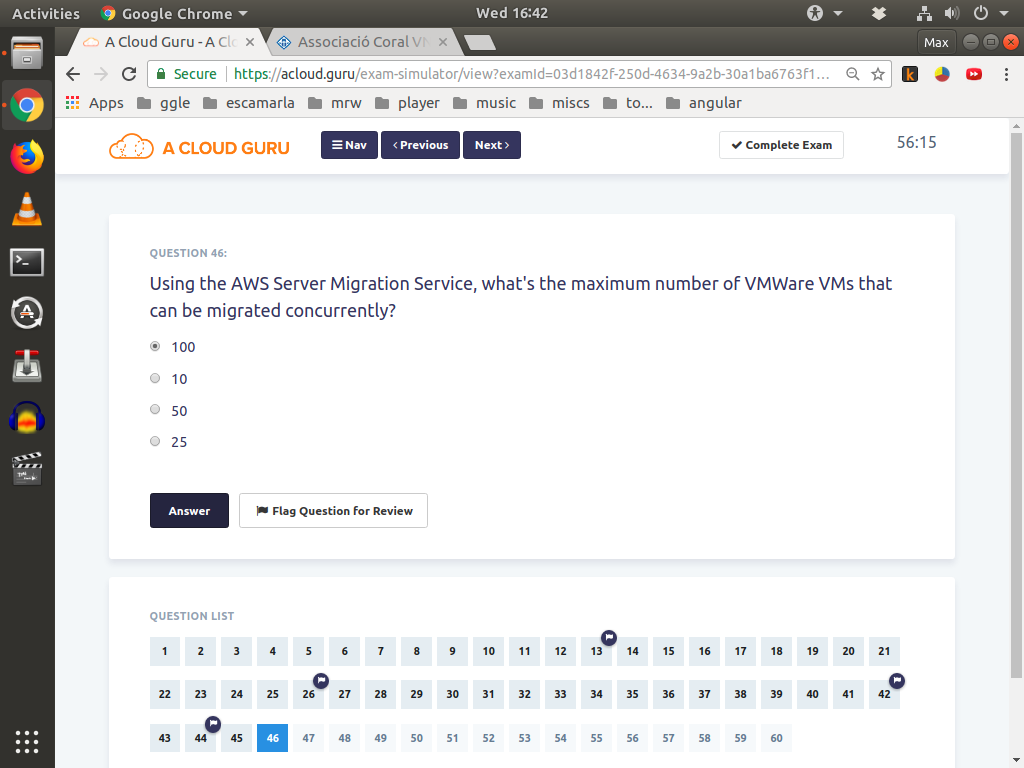 Activities Google Chrome Wed 16:42
A Cloud Guru - A Clo Associació Coral VM Max
Secure https://acloud.guru/exam-simulator/view?examId=03d1842f-250d-4634-9a2b-30a1ba6763f1...
Apps ggle escamarla mrw player music miscs to... angular
A CLOUD GURU Nav Previous Next Complete Exam 56:15
QUESTION 46:
Using the AWS Server Migration Service, what's the maximum number of VMWare VMs that
can be migrated concurrently?
100
10
50
25
Answer Flag Question for Review
QUESTION LIST
1 2 3 4 5 6 7 8 9 10 11 12 13 14 15 16 17 18 19 20 21
22 23 24 25 26 27 28 29 30 31 32 33 34 35 36 37 38 39 40 41 42
43 44 45 46 47 48 49 50 51 52 53 54 55 56 57 58 59 60